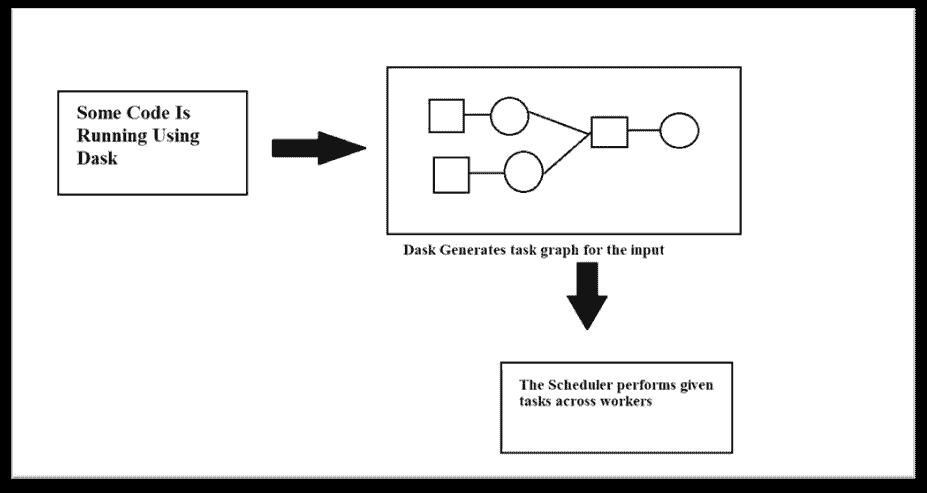 Some Code Is
Running Using
Dask
Dask Generates task graph for the input
The Scheduler performs given
tasks across workers